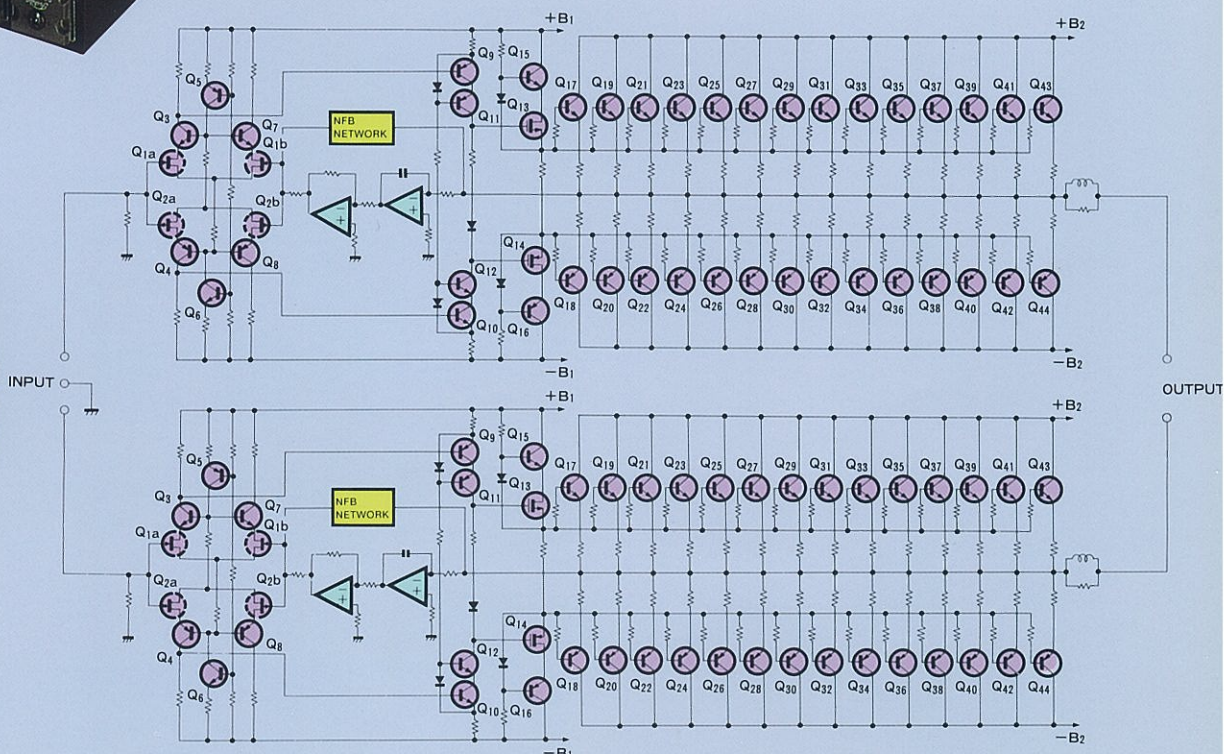 +B1
+B2
Q9
Q15
Q5
Q17 Q19 Q21 Q23 Q25 Q27 Q29 Q31 Q33 Q35 Q37 Q39 Q41 Q43
Q3
Q7
NFB
NETWORK
Q13
Q11
Q1a
Q1b
Q2a
Q2b
Q14
Q4
Q8
Q12
Q6
Q10
Q16
Q18 Q20 Q22 Q24 Q26 Q28 Q30 Q32 Q34 Q36 Q38 Q40 Q42 Q44
−B1
−B2
INPUT
OUTPUT
+B1
+B2
Q9
Q15
Q5
Q17 Q19 Q21 Q23 Q25 Q27 Q29 Q31 Q33 Q35 Q37 Q39 Q41 Q43
Q3
Q7
NFB
NETWORK
Q13
Q11
Q1a
Q1b
Q2a
Q2b
Q14
Q4
Q8
Q12
Q6
Q10
Q16
Q18 Q20 Q22 Q24 Q26 Q28 Q30 Q32 Q34 Q36 Q38 Q40 Q42 Q44
−B1
−B2